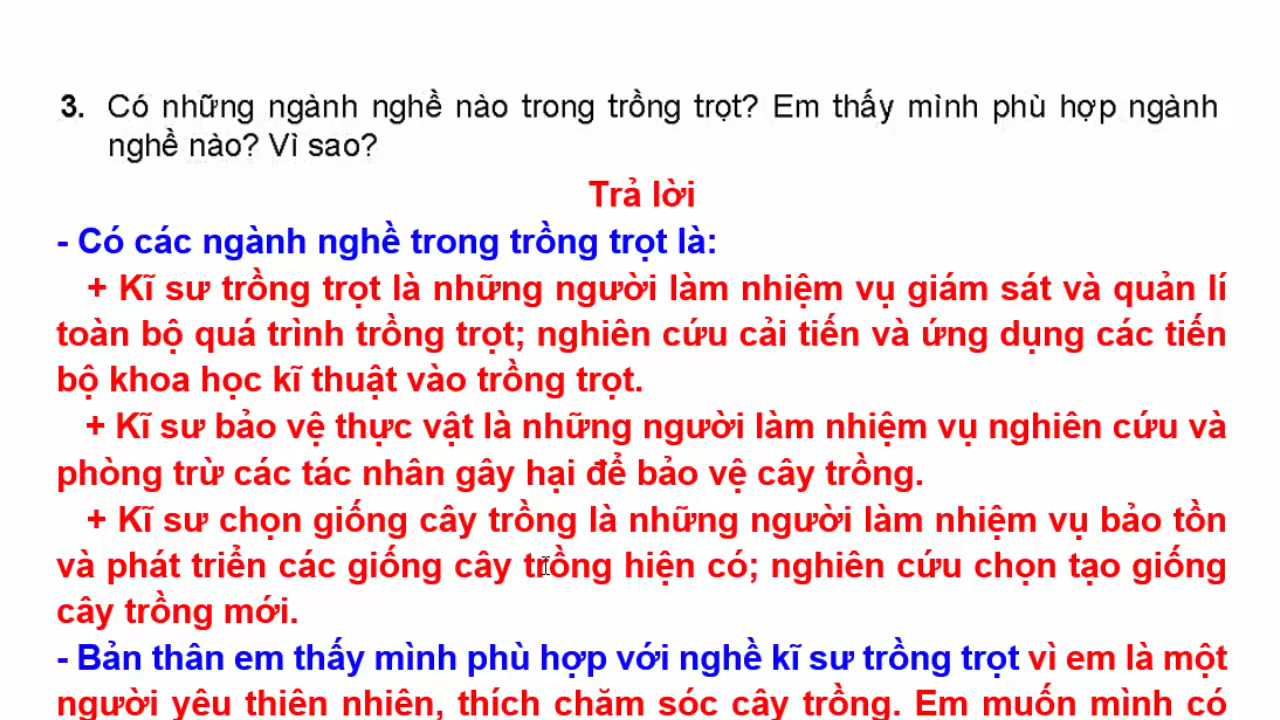 3. Có những ngành nghề nào trong trồng trọt? Em thấy mình phù hợp ngành
nghề nào? Vì sao?
Trả lời
- Có các ngành nghề trong trồng trọt là:
+ Kĩ sư trồng trọt là những người làm nhiệm vụ giám sát và quản lí
toàn bộ quá trình trồng trọt; nghiên cứu cải tiến và ứng dụng các tiến
bộ khoa học kĩ thuật vào trồng trọt.
+ Kĩ sư bảo vệ thực vật là những người làm nhiệm vụ nghiên cứu và
phòng trừ các tác nhân gây hại để bảo vệ cây trồng.
+ Kĩ sư chọn giống cây trồng là những người làm nhiệm vụ bảo tồn
và phát triển các giống cây trồng hiện có; nghiên cứu chọn tạo giống
cây trồng mới.
- Bản thân em thấy mình phù hợp với nghề kĩ sư trồng trọt vì em là một
người yêu thiên nhiên, thích chăm sóc cây trồng. Em muốn mình có